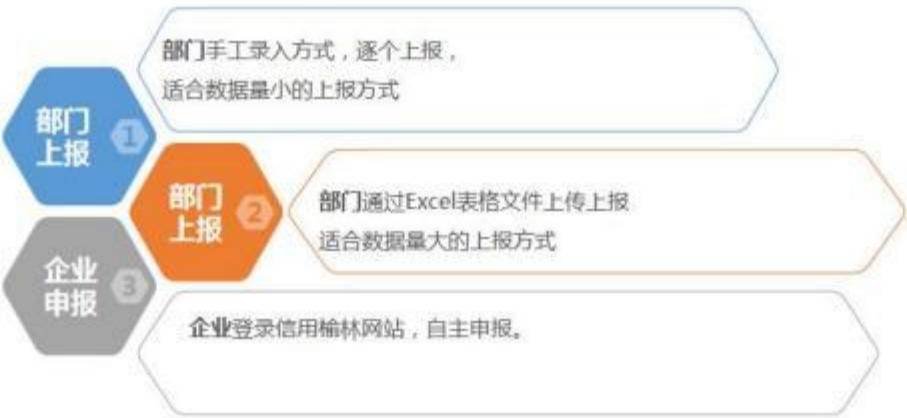 部门
上报
1
部门手工录入方式，逐个上报，
适合数据量小的上报方式
部门
上报
2
部门通过Excel表格文件上传上报
适合数据量大的上报方式
企业
申报
3
企业登录信用榆林网站，自主申报。